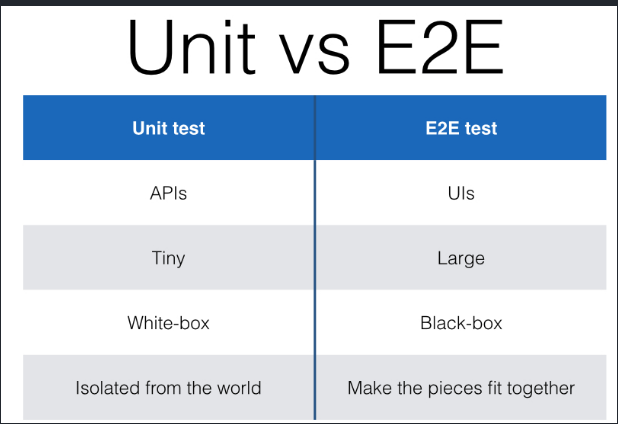 Unit vs E2E
Unit test E2E test
APIs UIs
Tiny Large
White-box Black-box
Isolated from the world Make the pieces fit together